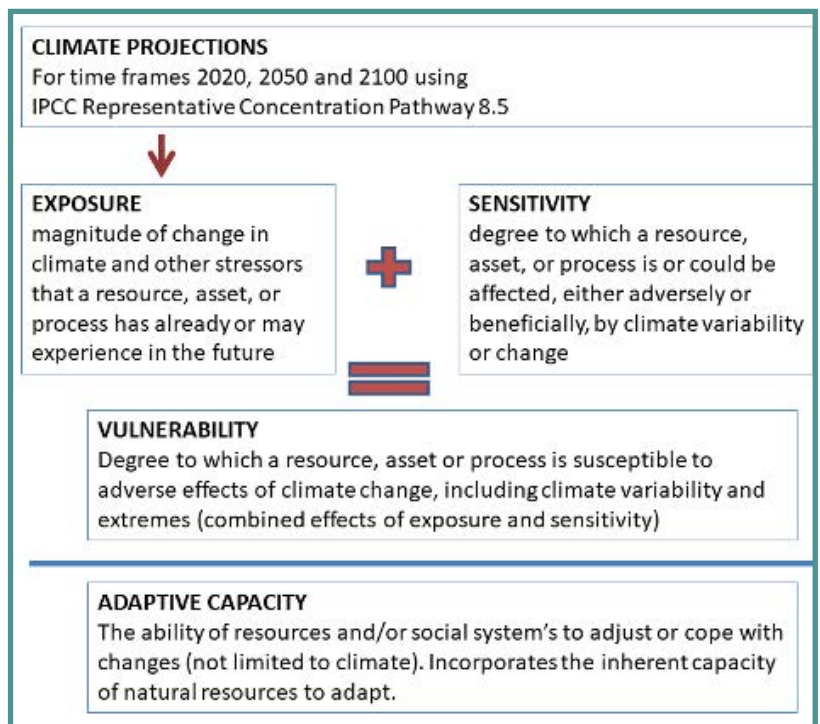 CLIMATE PROJECTIONS
For time frames 2020, 2050 and 2100 using
IPCC Representative Concentration Pathway 8.5
EXPOSURE
magnitude of change in
climate and other stressors
that a resource, asset, or
process has already or may
experience in the future
SENSITIVITY
degree to which a resource,
asset, or process is or could be
affected, either adversely or
beneficially, by climate variability
or change
VULNERABILITY
Degree to which a resource, asset or process is susceptible to
adverse effects of climate change, including climate variability and
extremes (combined effects of exposure and sensitivity)
ADAPTIVE CAPACITY
The ability of resources and/or social system's to adjust or cope with
changes (not limited to climate). Incorporates the inherent capacity
of natural resources to adapt.